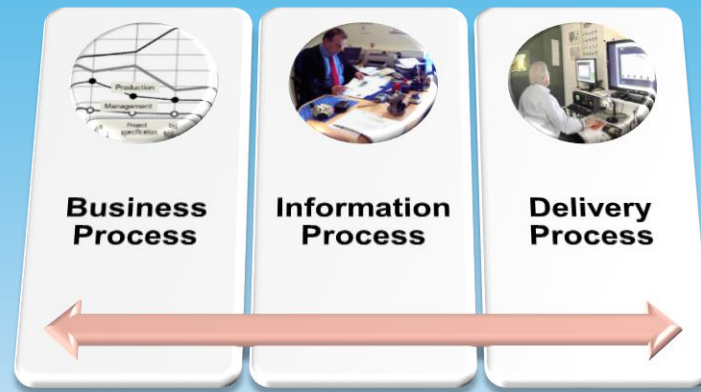 Production
Management
Project
specification
Business
Process
Information
Process
Delivery
Process